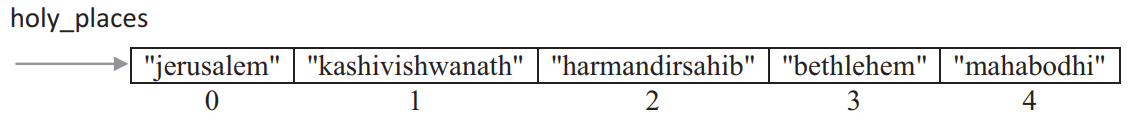 holy_places
"jerusalem" "kashivishwanath" "harmandirsahib" "bethlehem" "mahabodhi"
0 1 2 3 4